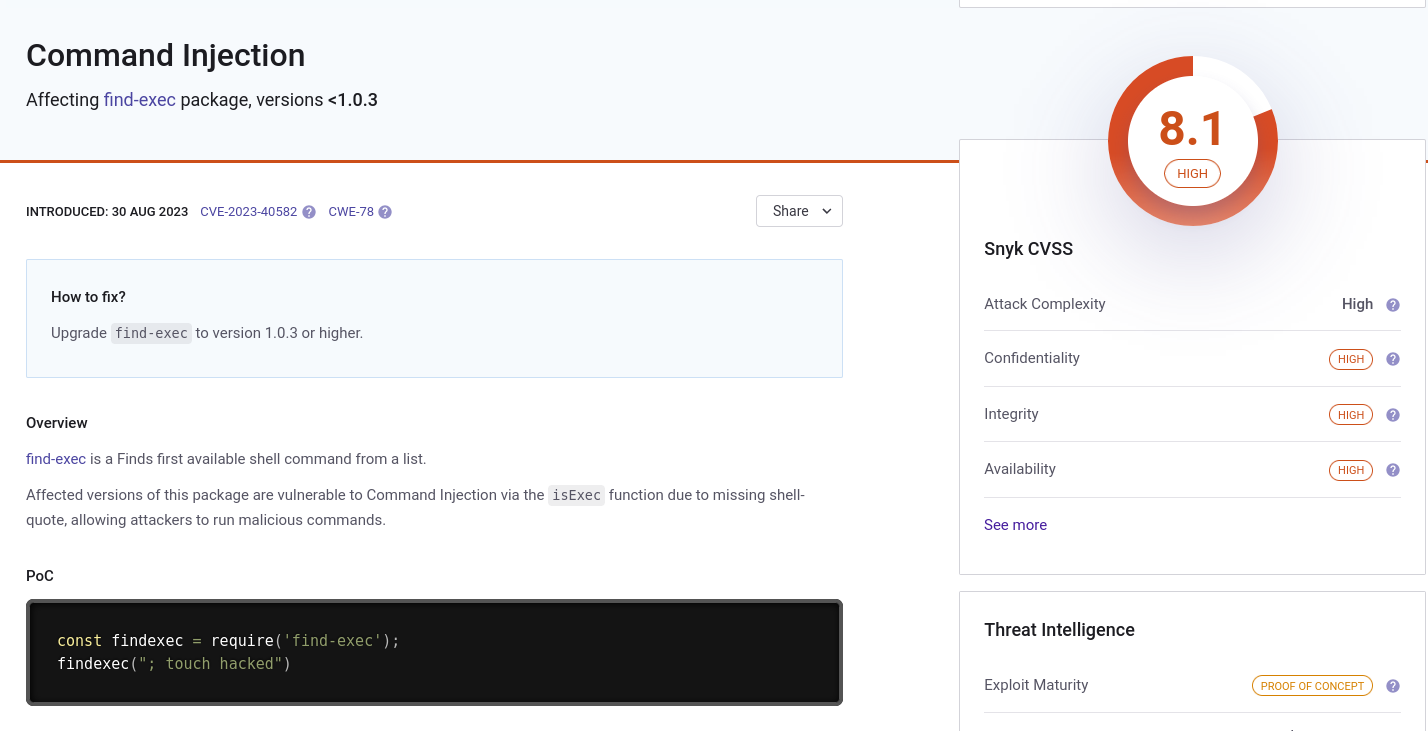 Command Injection
Affecting find-exec package, versions <1.0.3
INTRODUCED: 30 AUG 2023 CVE-2023-40582 ? CWE-78 ?
Share
How to fix?
Upgrade find-exec to version 1.0.3 or higher.
Overview
find-exec is a Finds first available shell command from a list.
Affected versions of this package are vulnerable to Command Injection via the isExec function due to missing shell-
quote, allowing attackers to run malicious commands.
PoC
const findexec = require('find-exec');
findexec("; touch hacked")
8.1
HIGH
Snyk CVSS
Attack Complexity High ?
Confidentiality HIGH ?
Integrity HIGH ?
Availability HIGH ?
See more
Threat Intelligence
Exploit Maturity PROOF OF CONCEPT ?